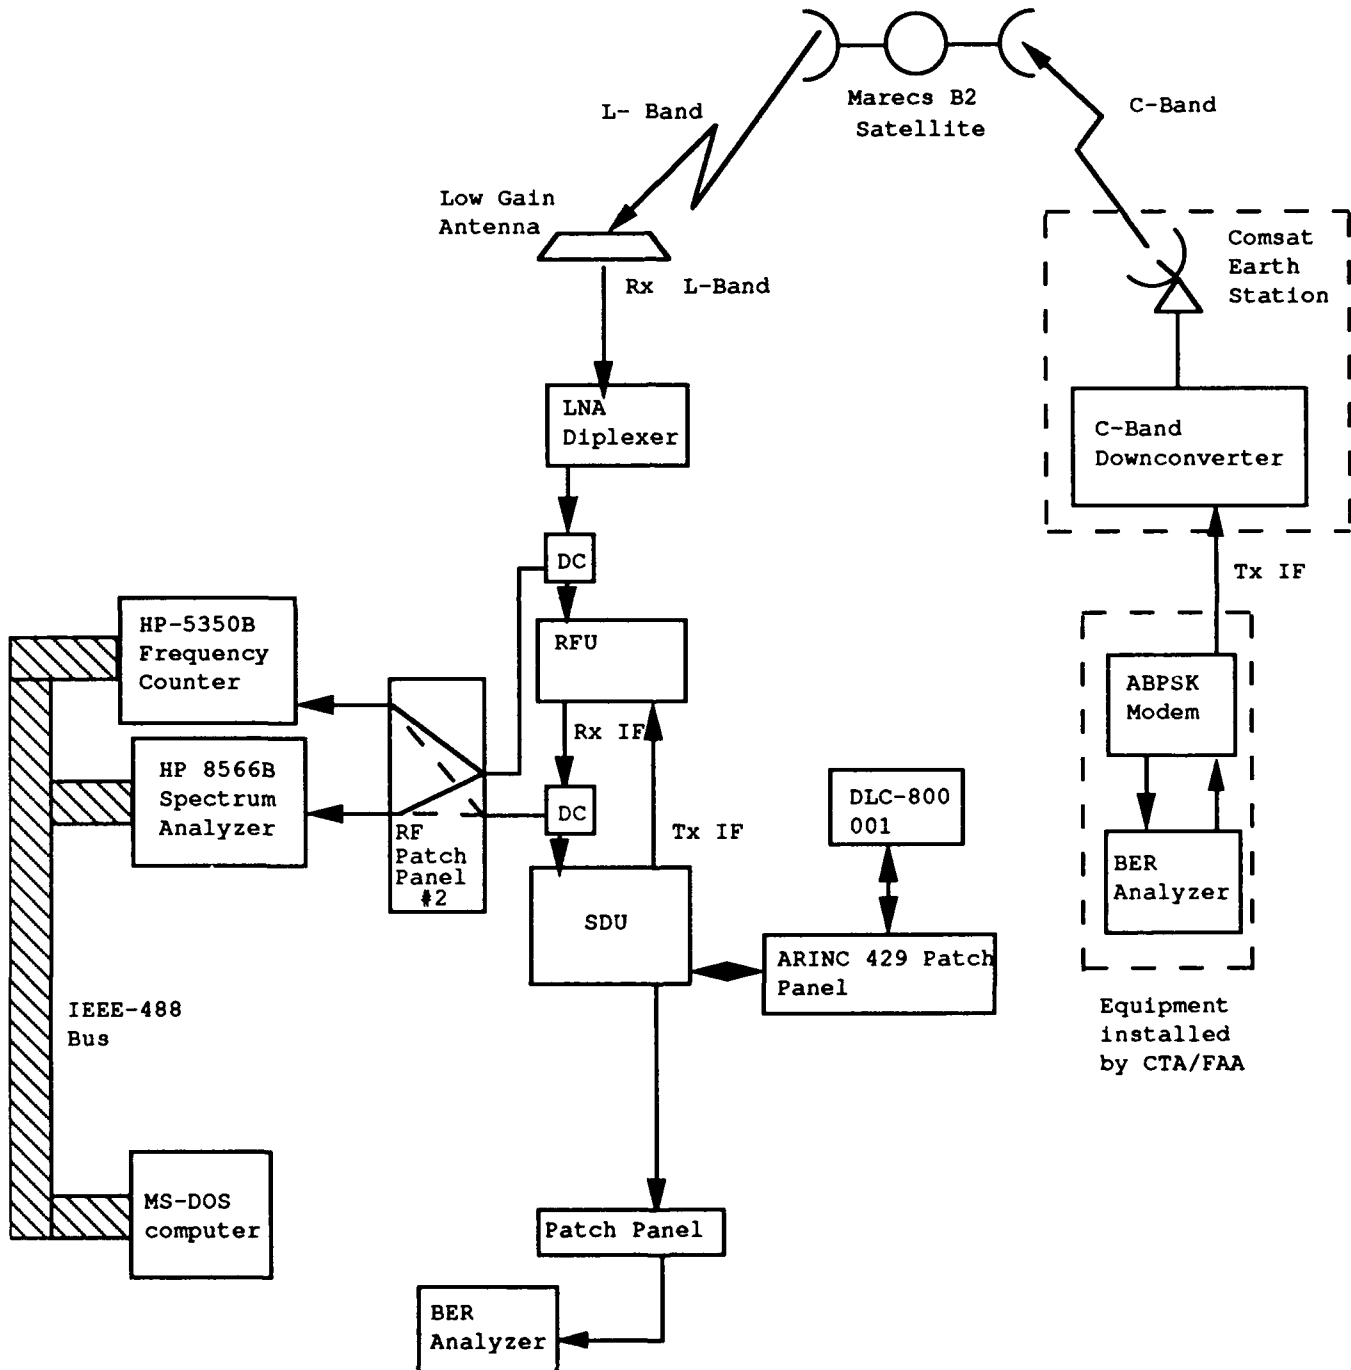 L- Band
Marecs B2
Satellite
C-Band
Low Gain
Antenna
Rx L-Band
Comsat
Earth
Station
LNA
Diplexer
C-Band
Downconverter
DC
Tx IF
HP-5350B
Frequency
Counter
RFU
ABPSK
Modem
Rx IF
HP 8566B
Spectrum
Analyzer
DC
RF
Patch
Panel
#2
Tx IF
DLC-800
001
BER
Analyzer
SDU
ARINC 429 Patch
Panel
IEEE-488
Bus
Equipment
installed
by CTA/FAA
MS-DOS
computer
Patch Panel
BER
Analyzer